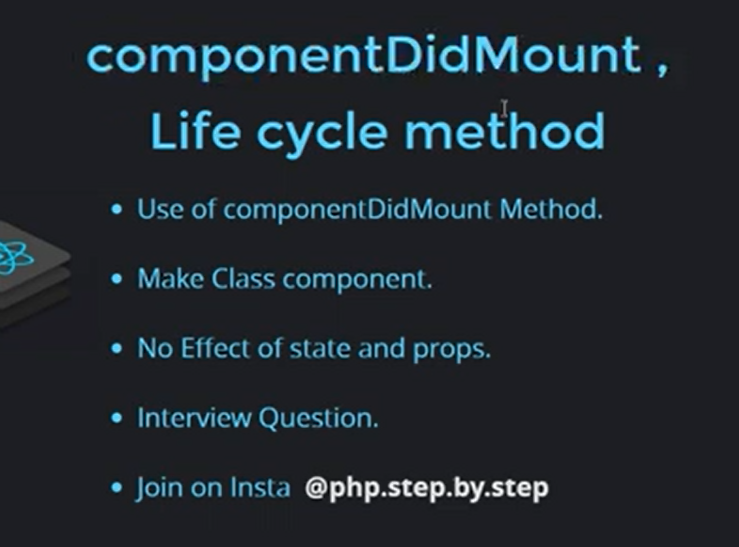 componentDidMount ,
Life cycle method
• Use of componentDidMount Method.
• Make Class component.
• No Effect of state and props.
• Interview Question.
• Join on Insta @php.step.by.step